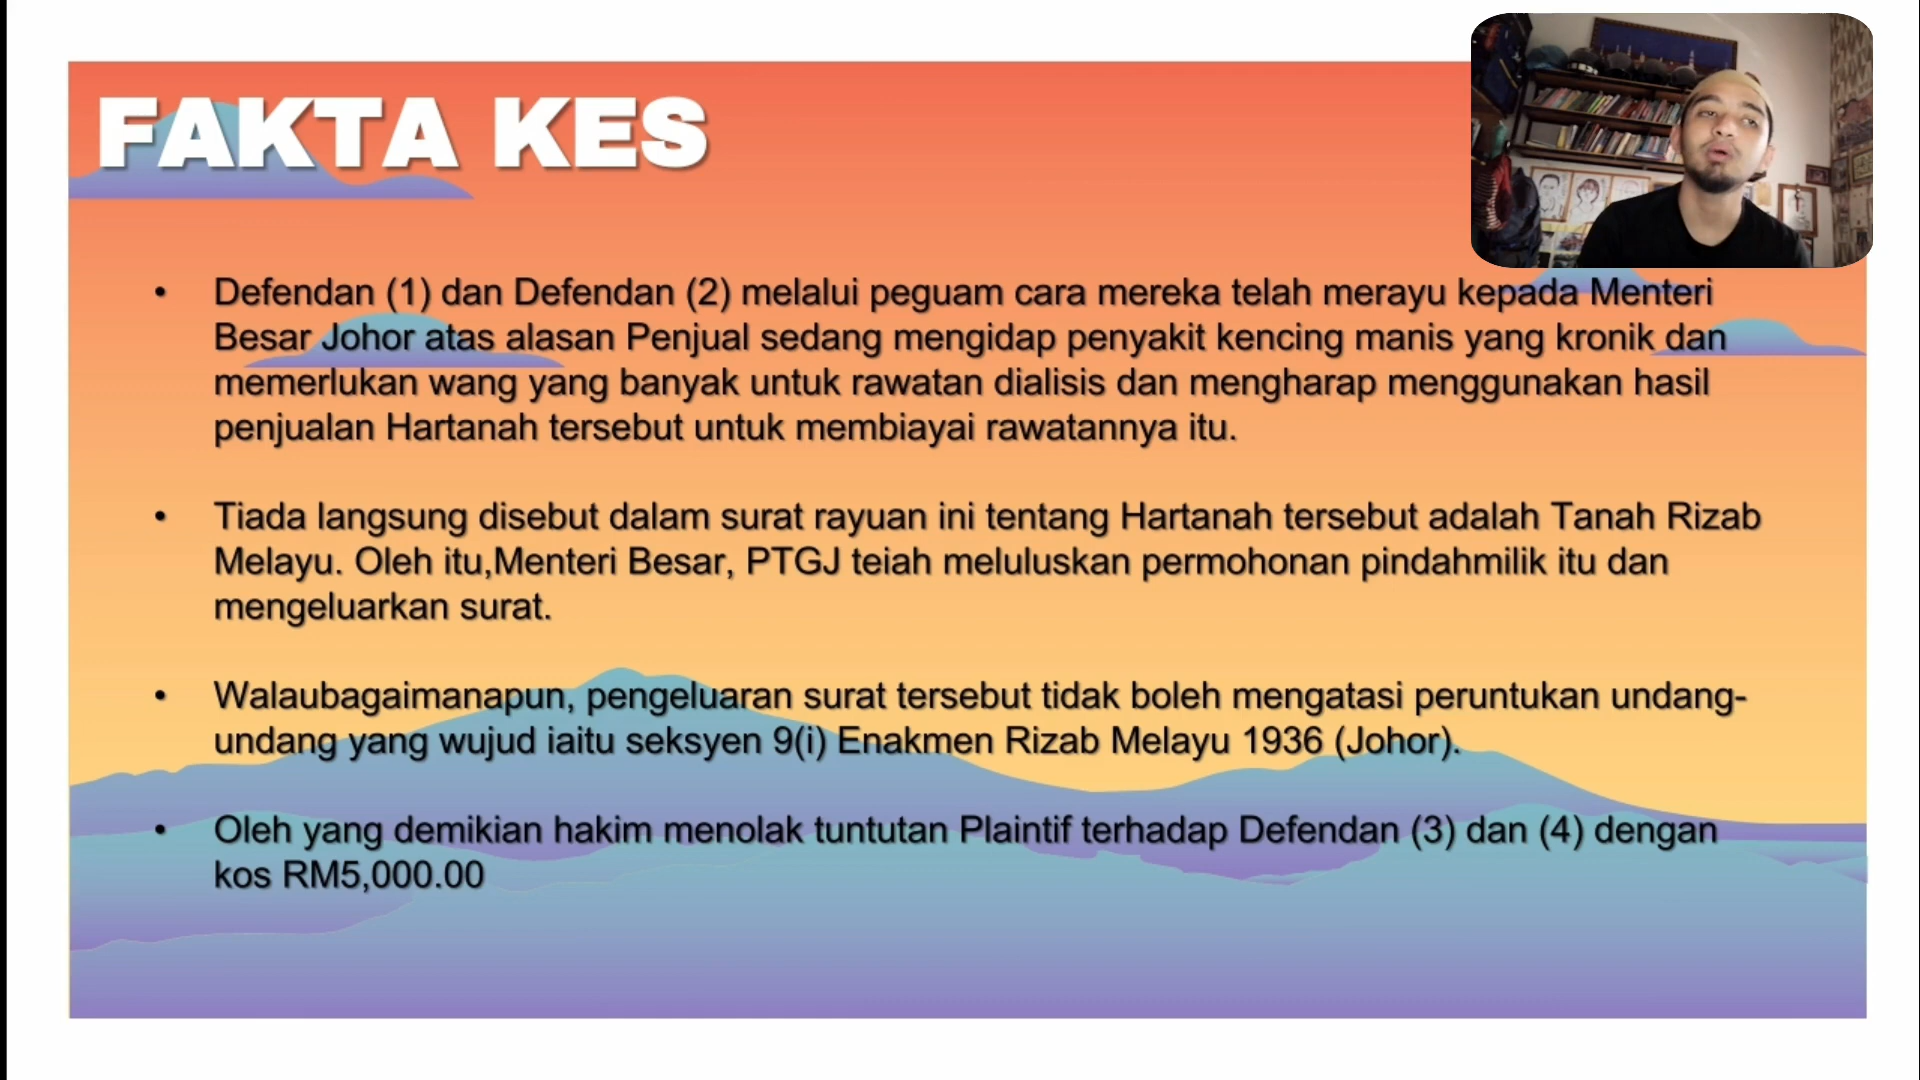 FAKTA KES
• Defendan (1) dan Defendan (2) melalui peguam cara mereka telah merayu kepada Menteri
Besar Johor atas alasan Penjual sedang mengidap penyakit kencing manis yang kronik dan
memerlukan wang yang banyak untuk rawatan dialisis dan mengharap menggunakan hasil
penjualan Hartanah tersebut untuk membiayai rawatannya itu.
• Tiada langsung disebut dalam surat rayuan ini tentang Hartanah tersebut adalah Tanah Rizab
Melayu. Oleh itu,Menteri Besar, PTGJ teiah meluluskan permohonan pindahmilik itu dan
mengeluarkan surat.
• Walaubagaimanapun, pengeluaran surat tersebut tidak boleh mengatasi peruntukan undang-
undang yang wujud iaitu seksyen 9(i) Enakmen Rizab Melayu 1936 (Johor).
• Oleh yang demikian hakim menolak tuntutan Plaintif terhadap Defendan (3) dan (4) dengan
kos RM5,000.00